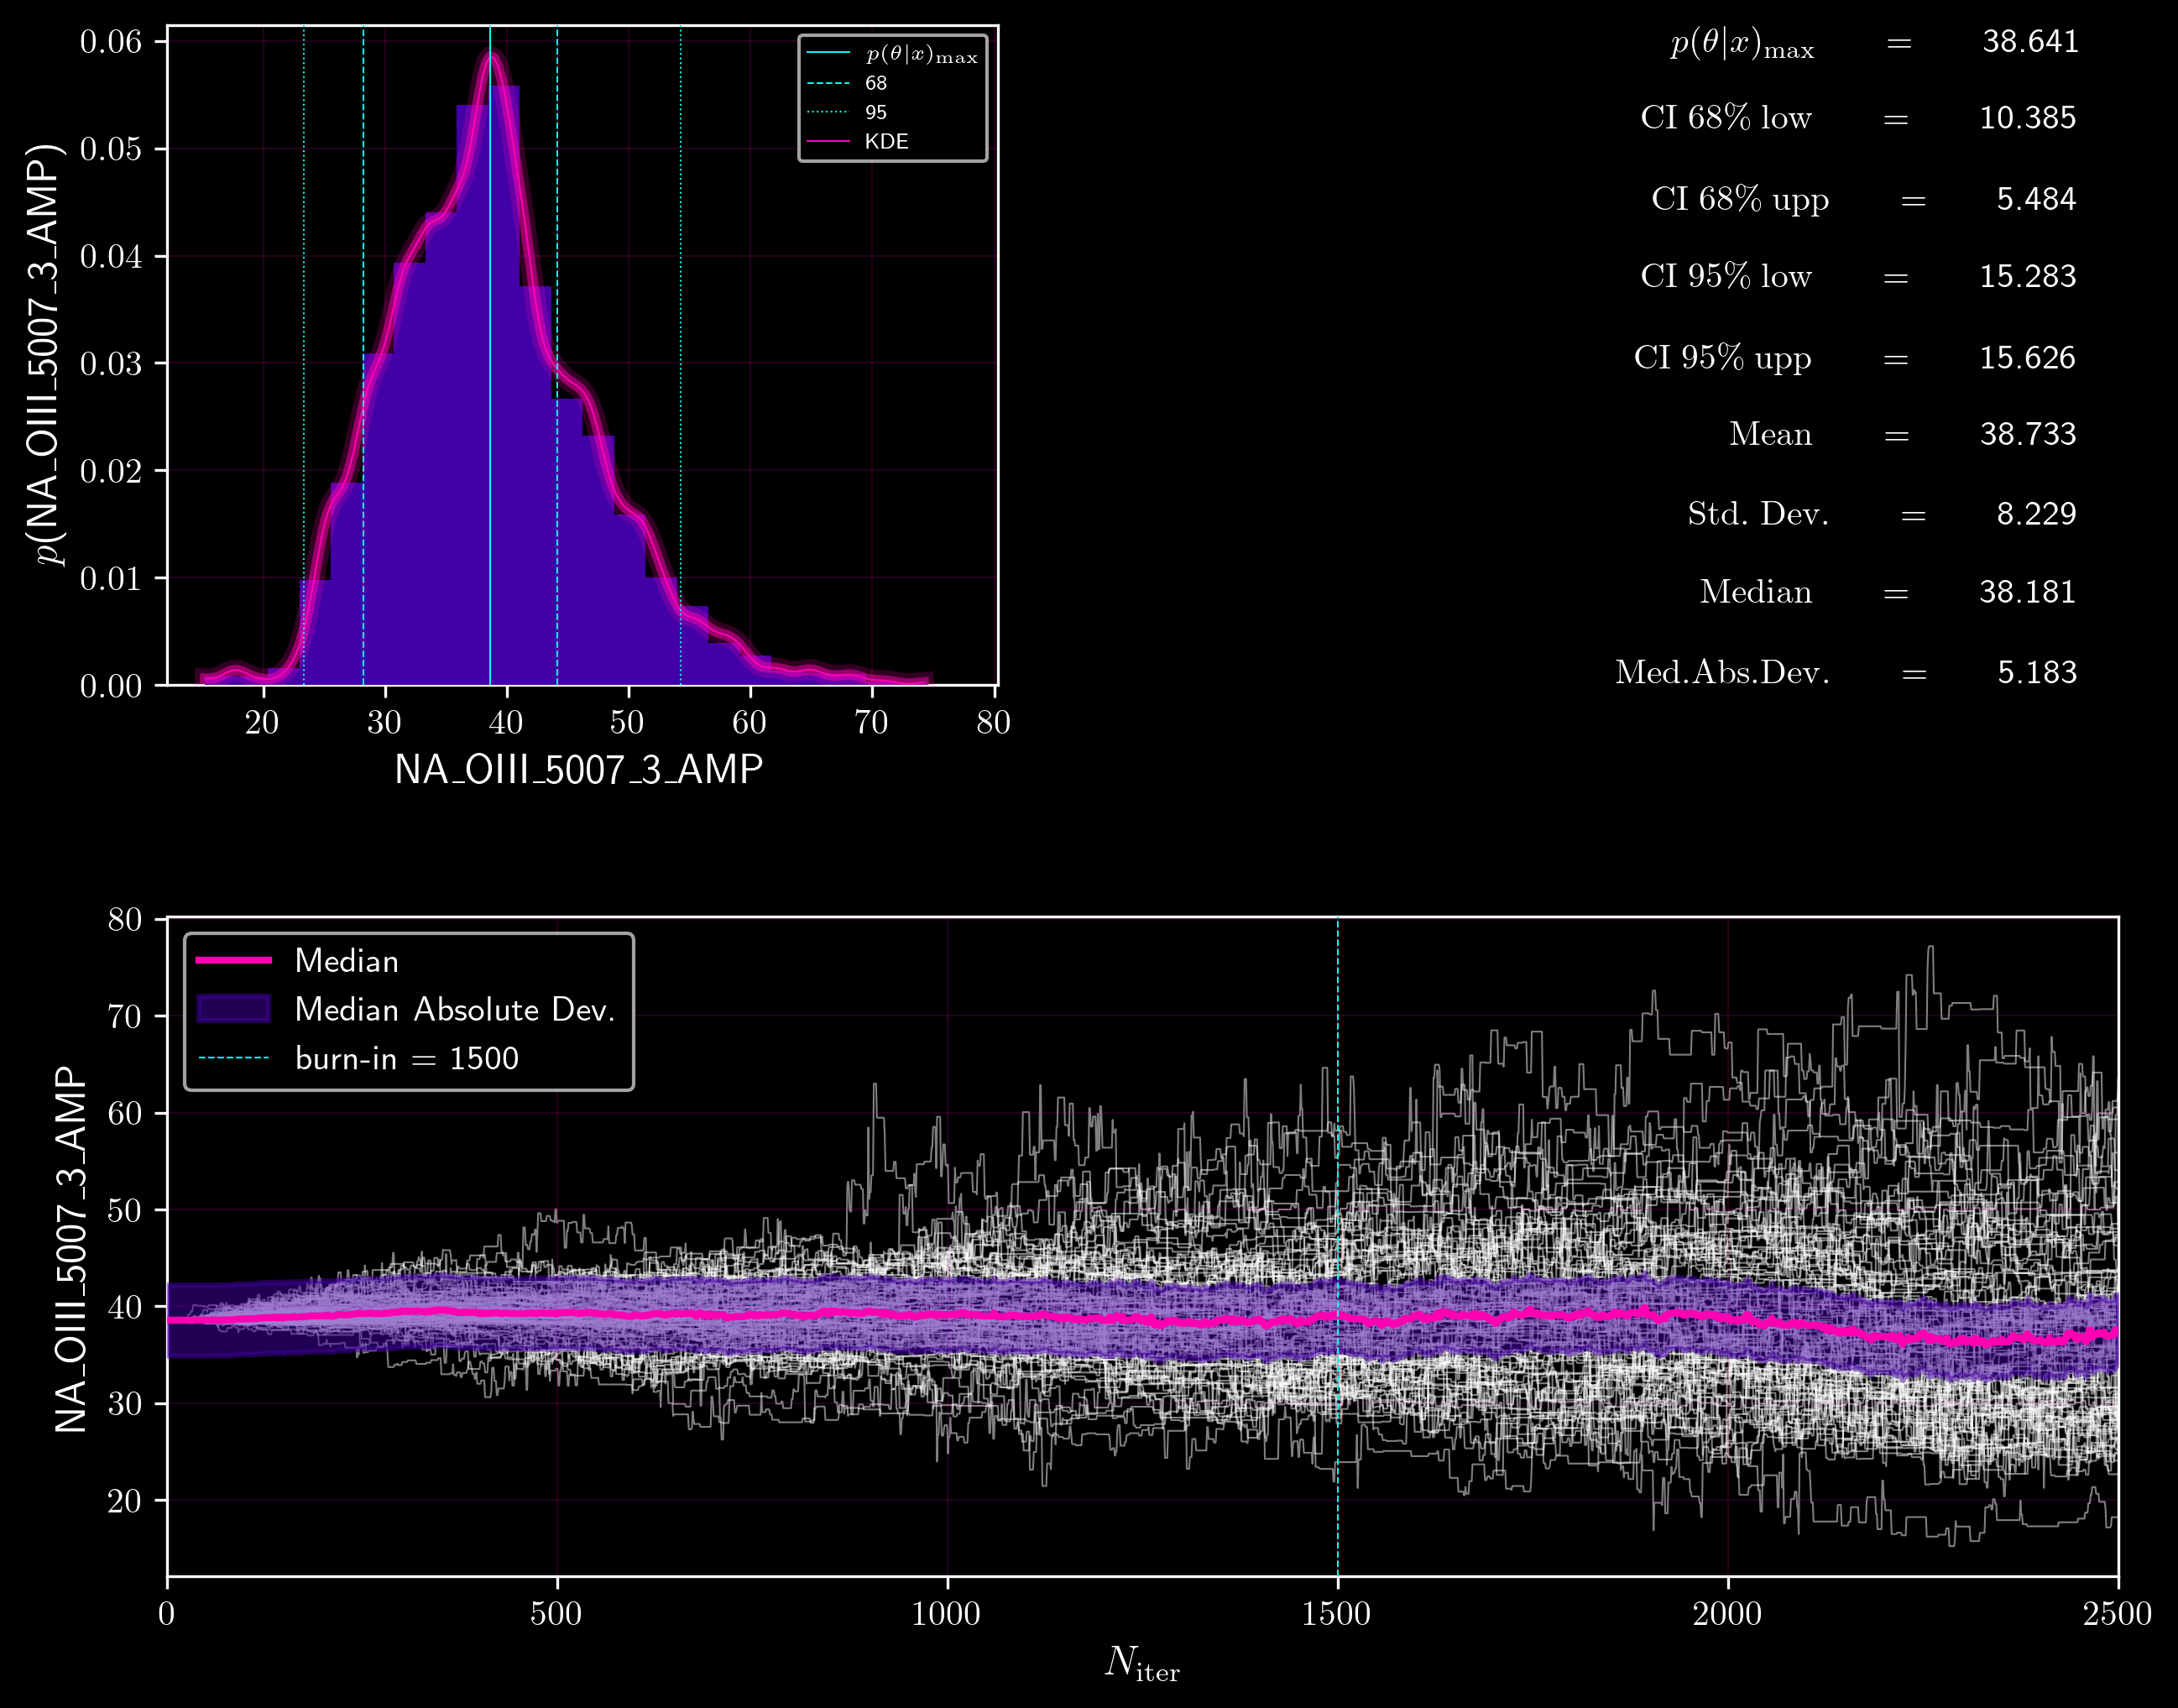 0.06
0.05
0.04
0.03
0.02
0.01
0.00
p(NA_OIII_5007_3_AMP)
20 30 40 50 60 70 80
NA_OIII_5007_3_AMP
p(θ|x)max
68
95
KDE
p(θ|x)max = 38.641
CI 68% low = 10.385
CI 68% upp = 5.484
CI 95% low = 15.283
CI 95% upp = 15.626
Mean = 38.733
Std. Dev. = 8.229
Median = 38.181
Med.Abs.Dev. = 5.183
80
70
60
50
40
30
20
NA_OIII_5007_3_AMP
Median
Median Absolute Dev.
burn-in = 1500
0 500 1000 1500 2000 2500
Niter